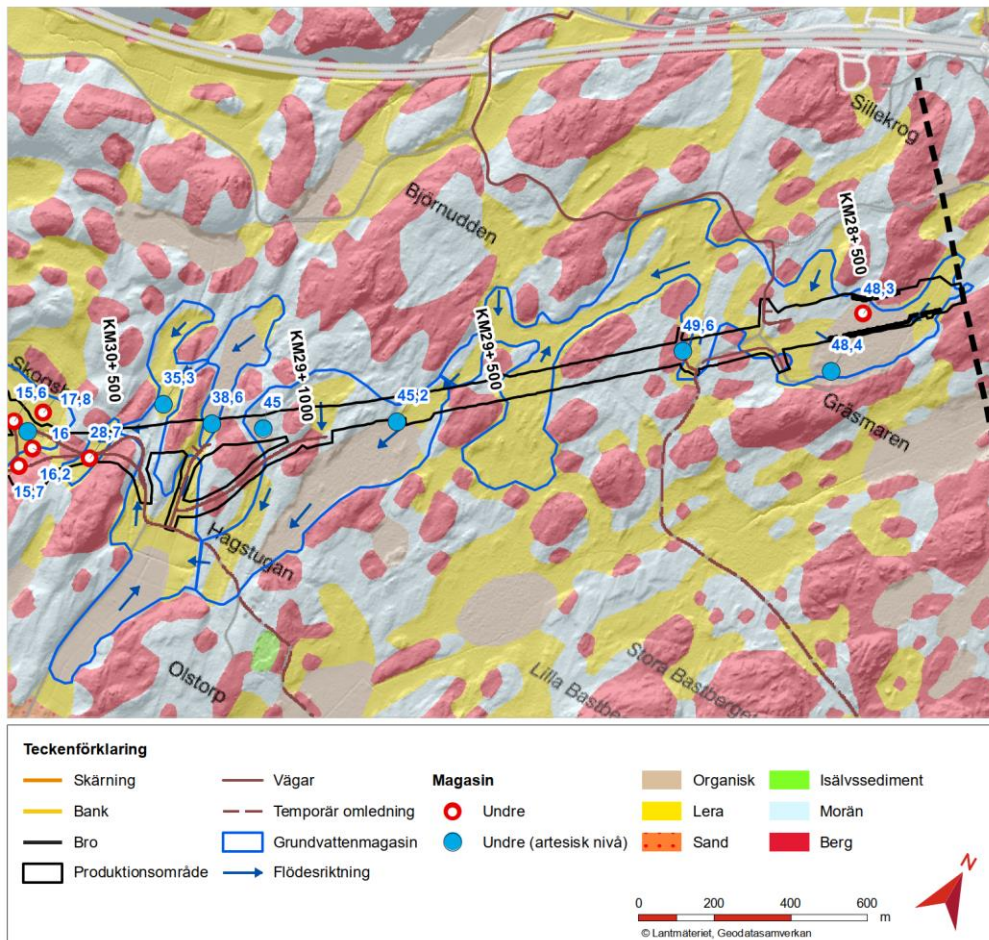 Sillekrog
Björnudden
KM28+ 500
48,3
49,6
48,4
Gräsmaren
KM29+ 500
KM30+ 500
KM29+ 1000
35,3
38,6
45
45,2
15,6
17,8
16
28,7
16,2
15,7
Hagstugan
Olstorp
Stora Bastberget
Teckenförklaring
Skärning
Bank
Bro
Produktionsområde
Vägar
Temporär omledning
Grundvattenmagasin
Flödesriktning
Magasin
Undre
Undre (artesisk nivå)
Organisk
Lera
Sand
Isälvssediment
Morän
Berg
N
0 200 400 600
m
© Lantmäteriet, Geodatasamverkan